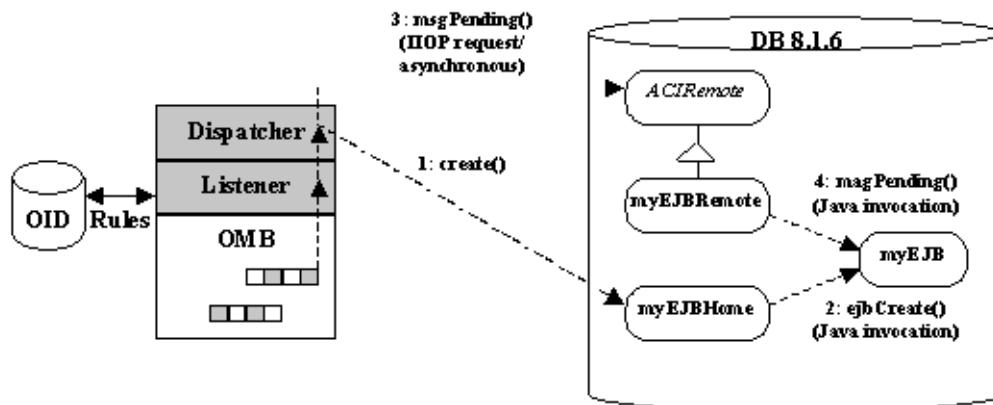 3: msgPending()
(IIOP request/
asynchronous)
DB 8.1.6
ACIRemote
Dispatcher
1: create()
Listener
OID
Rules
OMB
myEJBRemote
4: magPending()
(Java invocation)
myEJB
myEJBHome
2: ejbCreate()
(Java invocation)